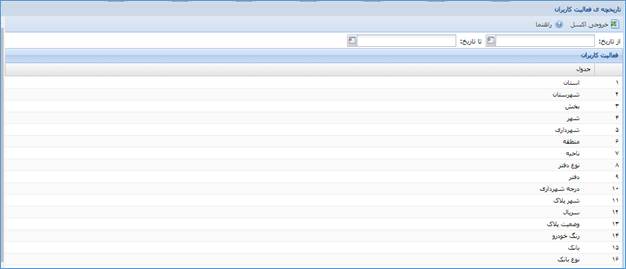 تاریخچه ی فعالیت کاربران
خروجی اکسل راهنما
از تاریخ: تا تاریخ:
فعالیت کاربران
جدول
۱ استان
۲ شهرستان
۳ بخش
۴ شهر
۵ شهرداری
۶ منطقه
۷ ناحیه
۸ نوع دفتر
۹ دفتر
۱۰ درجه شهرداری
۱۱ شهر پلاک
۱۲ سریال
۱۳ وضعیت پلاک
۱۴ رنگ خودرو
۱۵ بانک
۱۶ نوع بانک